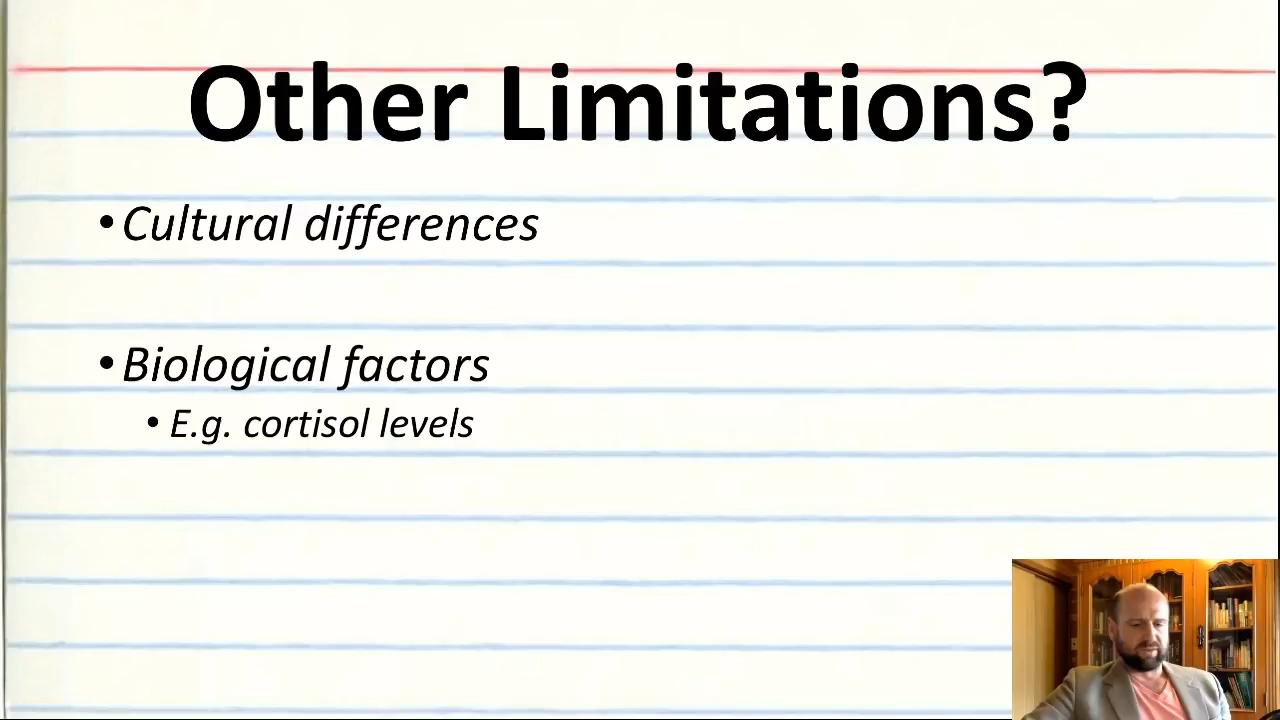 Other Limitations?
•Cultural differences
•Biological factors
•E.g. cortisol levels